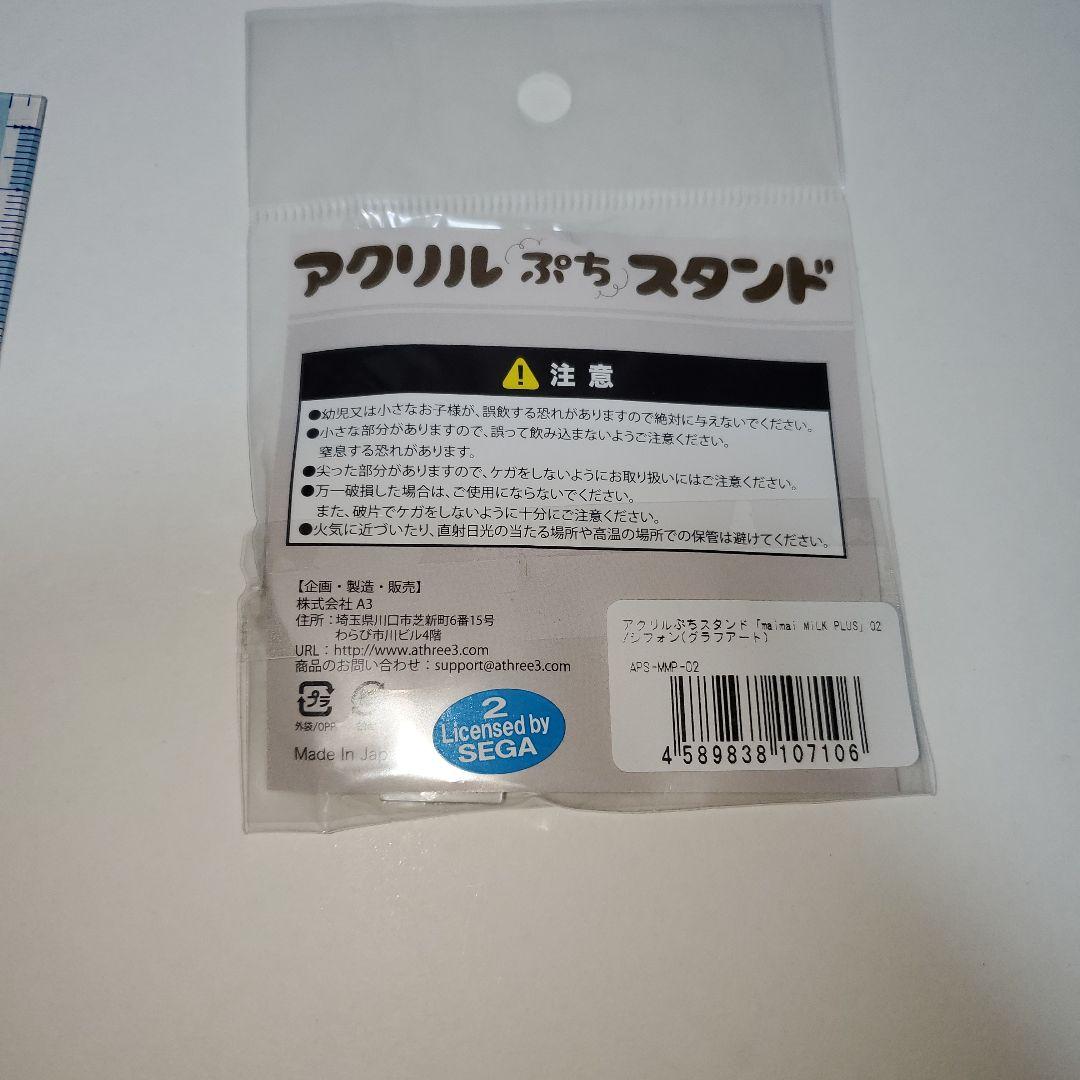 アクリルぷちスタンド
注意
●幼児又は小さなお子様が、誤飲する恐れがありますので絶対に与えないでください。
●小さな部分がありますので、誤って飲み込まないようご注意ください。
窒息する恐れがあります。
●尖った部分がありますので、ケガをしないようにお取り扱いにはご注意ください。
●万一破損した場合は、ご使用にならないでください。
また、破片でケガをしないように十分にご注意ください。
●火気に近づいたり、直射日光の当たる場所や高温の場所での保管は避けてください。
【企画・製造・販売】
株式会社 A3
住所：埼玉県川口市芝新町6番15号
わらび市川ビル4階
URL：http://www.athree3.com
商品のお問い合わせ：support@athree3.com
プラ
外袋/OPP
Made In Jap
2
Licensed by
SEGA
アクリルぷちスタンド「maimai MiLK PLUS」02
/シフォン(グラフアート)
APS-MMP-02
4 589838 107106